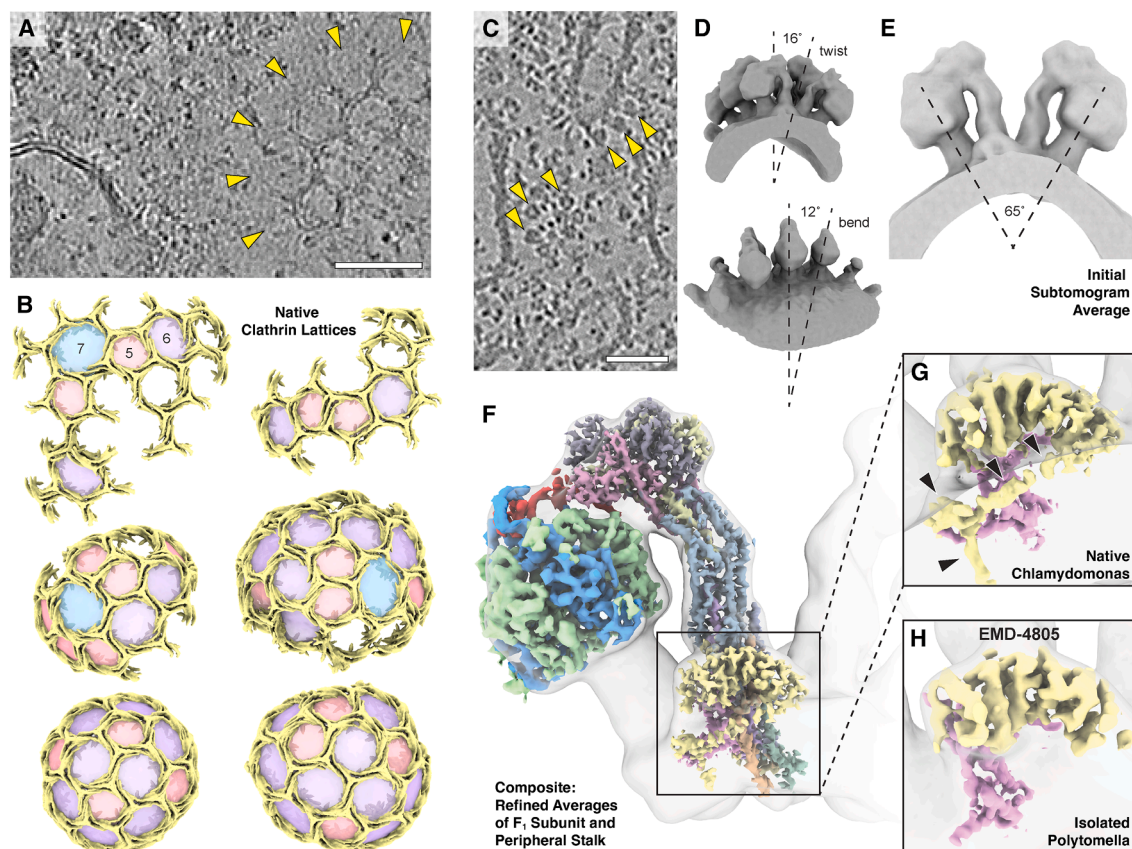 A
B
Native
Clathrin Lattices
7
5
6
C
D
16°
twist
12°
bend
E
65°
Initial
Subtomogram
Average
F
Composite:
Refined Averages
of F₁ Subunit and
Peripheral Stalk
G
Native
Chlamydomonas
H
EMD-4805
Isolated
Polytomella